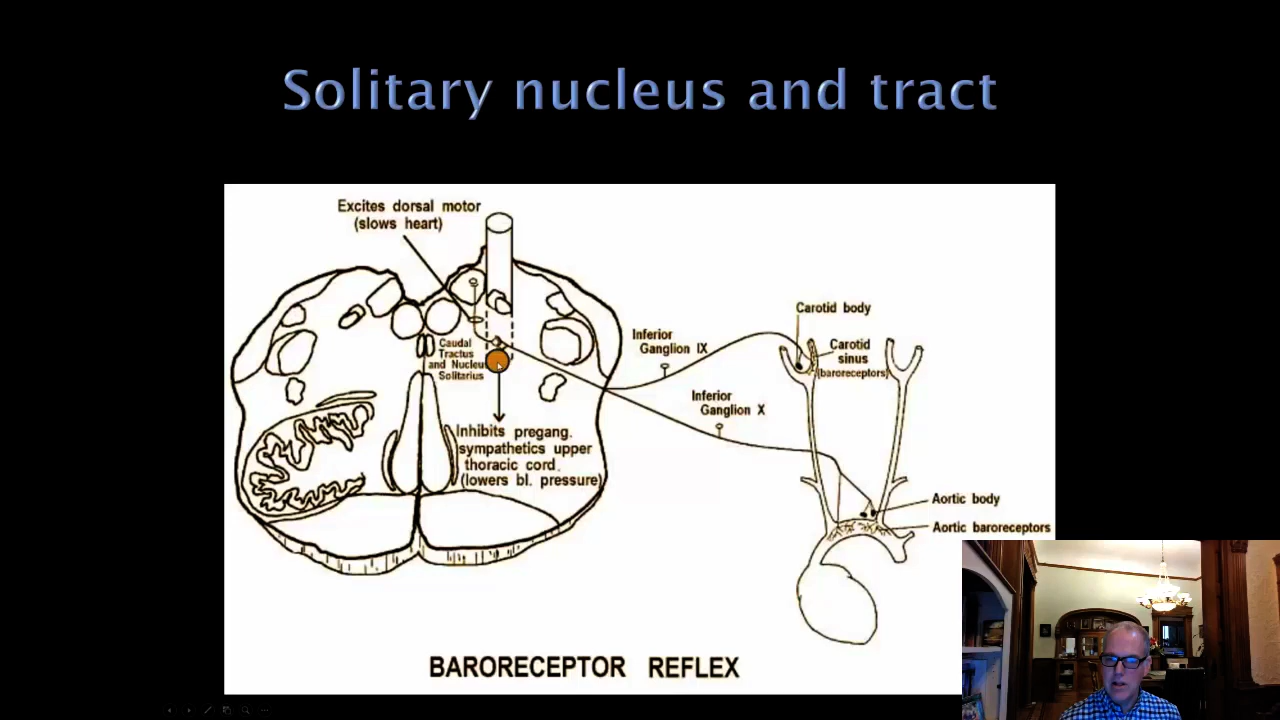 Solitary nucleus and tract
Excites dorsal motor
(slows heart)
Carotid body
Inferior
Ganglion IX
Carotid
sinus
(baroreceptors)
Caudal
Tractus
and Nucleus
Solitarius
Inferior
Ganglion X
Inhibits pregang.
sympathetics upper
thoracic cord.
(lowers bl. pressure)
Aortic body
Aortic baroreceptors
BARORECEPTOR REFLEX